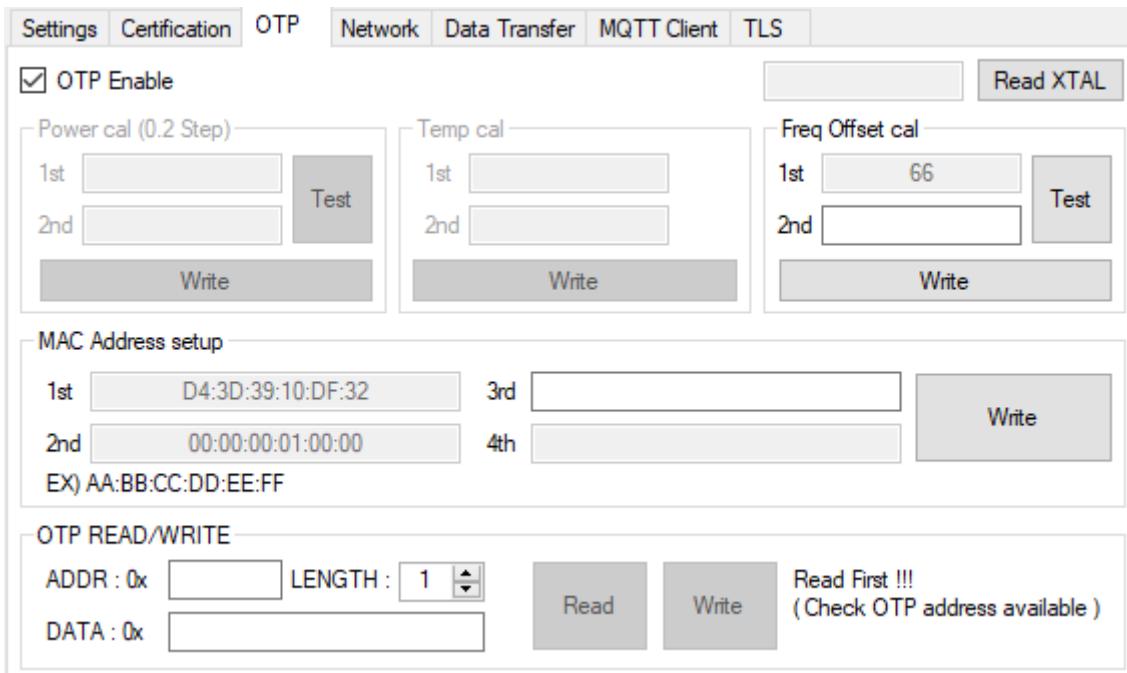 Settings Certification OTP Network Data Transfer MQTT Client TLS
OTP Enable Read XTAL
Power cal (0.2 Step) Temp cal Freq Offset cal
1st 1st 1st 66
Test Test
2nd 2nd 2nd
Write Write Write
MAC Address setup
1st D4:3D:39:10:DF:32 3rd
Write
2nd 00:00:00:01:00:00 4th
EX) AA:BB:CC:DD:EE:FF
OTP READ/WRITE
ADDR : 0x LENGTH : 1
Read Write
Read First !!!
( Check OTP address available )
DATA : 0x